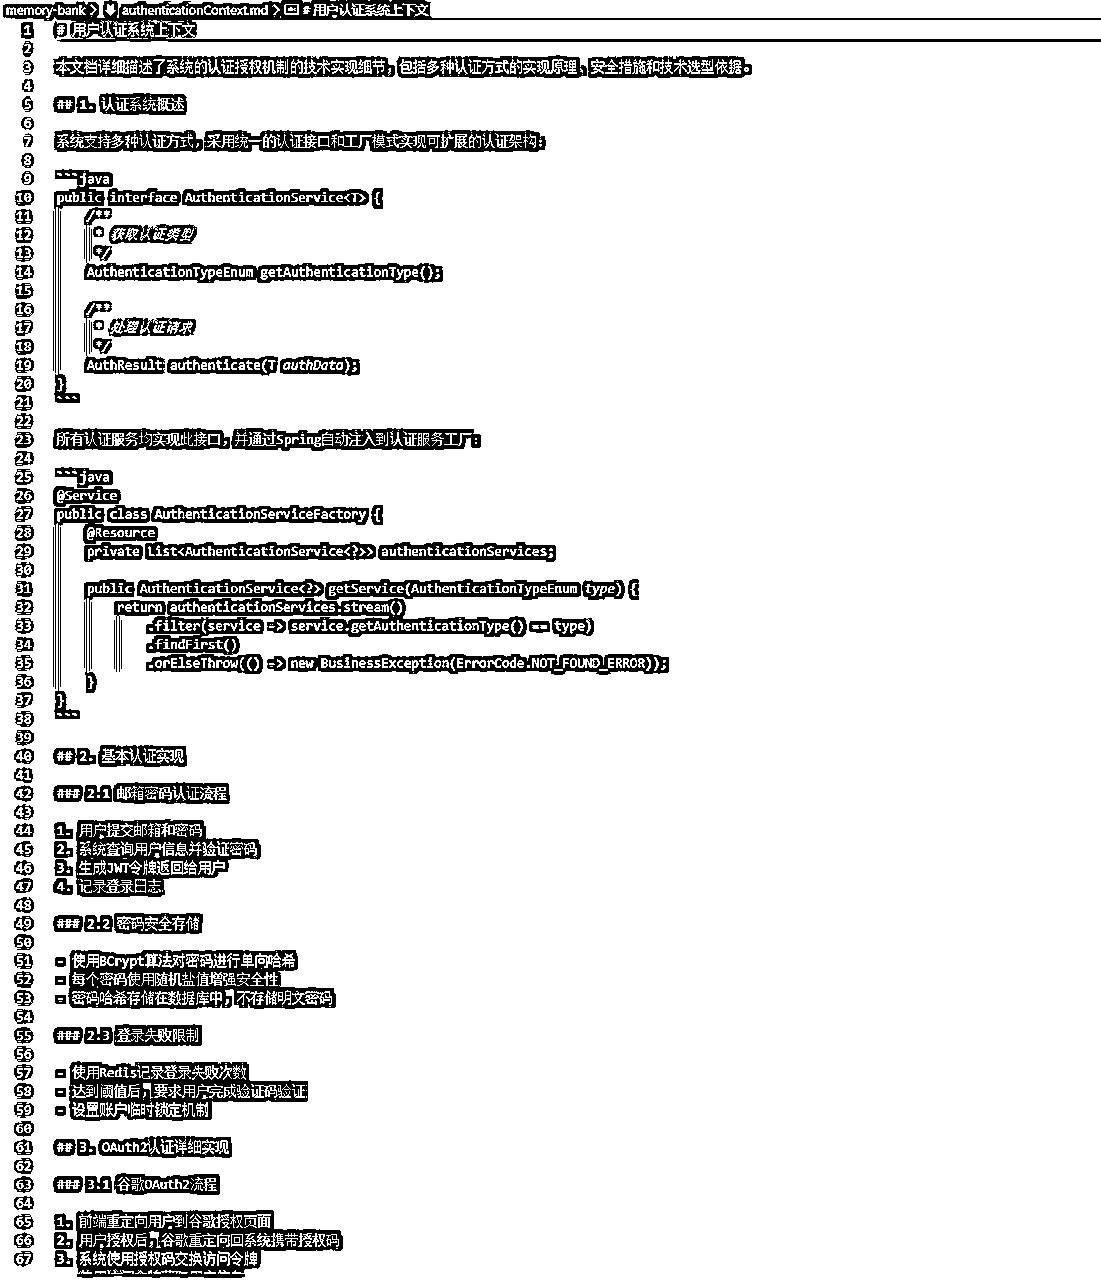 memory-bank > authenticationContext.md > # 用户认证系统上下文
1 # 用户认证系统上下文
2
3 本文档详细描述了系统的认证授权机制的技术实现细节，包括多种认证方式的实现原理、安全措施和技术选型依据。
4
5 ## 1. 认证系统概述
6
7 系统支持多种认证方式，采用统一的认证接口和工厂模式实现可扩展的认证架构：
8
9 ```java
10 public interface AuthenticationService<T> {
11     /**
12      * 获取认证类型
13      */
14     AuthenticationTypeEnum getAuthenticationType();
15
16     /**
17      * 处理认证请求
18      */
19     AuthResult authenticate(T authData);
20 }
21 ```
22
23 所有认证服务均实现此接口，并通过Spring自动注入到认证服务工厂：
24
25 ```java
26 @Service
27 public class AuthenticationServiceFactory {
28     @Resource
29     private List<AuthenticationService<?>> authenticationServices;
30
31     public AuthenticationService<?> getService(AuthenticationTypeEnum type) {
32         return authenticationServices.stream()
33             .filter(service -> service.getAuthenticationType() == type)
34             .findFirst()
35             .orElseThrow(() -> new BusinessException(ErrorCode.NOT_FOUND_ERROR));
36     }
37 }
38 ```
39
40 ## 2. 基本认证实现
41
42 ### 2.1 邮箱密码认证流程
43
44 1. 用户提交邮箱和密码
45 2. 系统查询用户信息并验证密码
46 3. 生成JWT令牌返回给用户
47 4. 记录登录日志
48
49 ### 2.2 密码安全存储
50
51 - 使用BCrypt算法对密码进行单向哈希
52 - 每个密码使用随机盐值增强安全性
53 - 密码哈希存储在数据库中，不存储明文密码
54
55 ### 2.3 登录失败限制
56
57 - 使用Redis记录登录失败次数
58 - 达到阈值后，要求用户完成验证码验证
59 - 设置账户临时锁定机制
60
61 ## 3. OAuth2认证详细实现
62
63 ### 3.1 谷歌OAuth2流程
64
65 1. 前端重定向用户到谷歌授权页面
66 2. 用户授权后，谷歌重定向回系统携带授权码
67 3. 系统使用授权码交换访问令牌